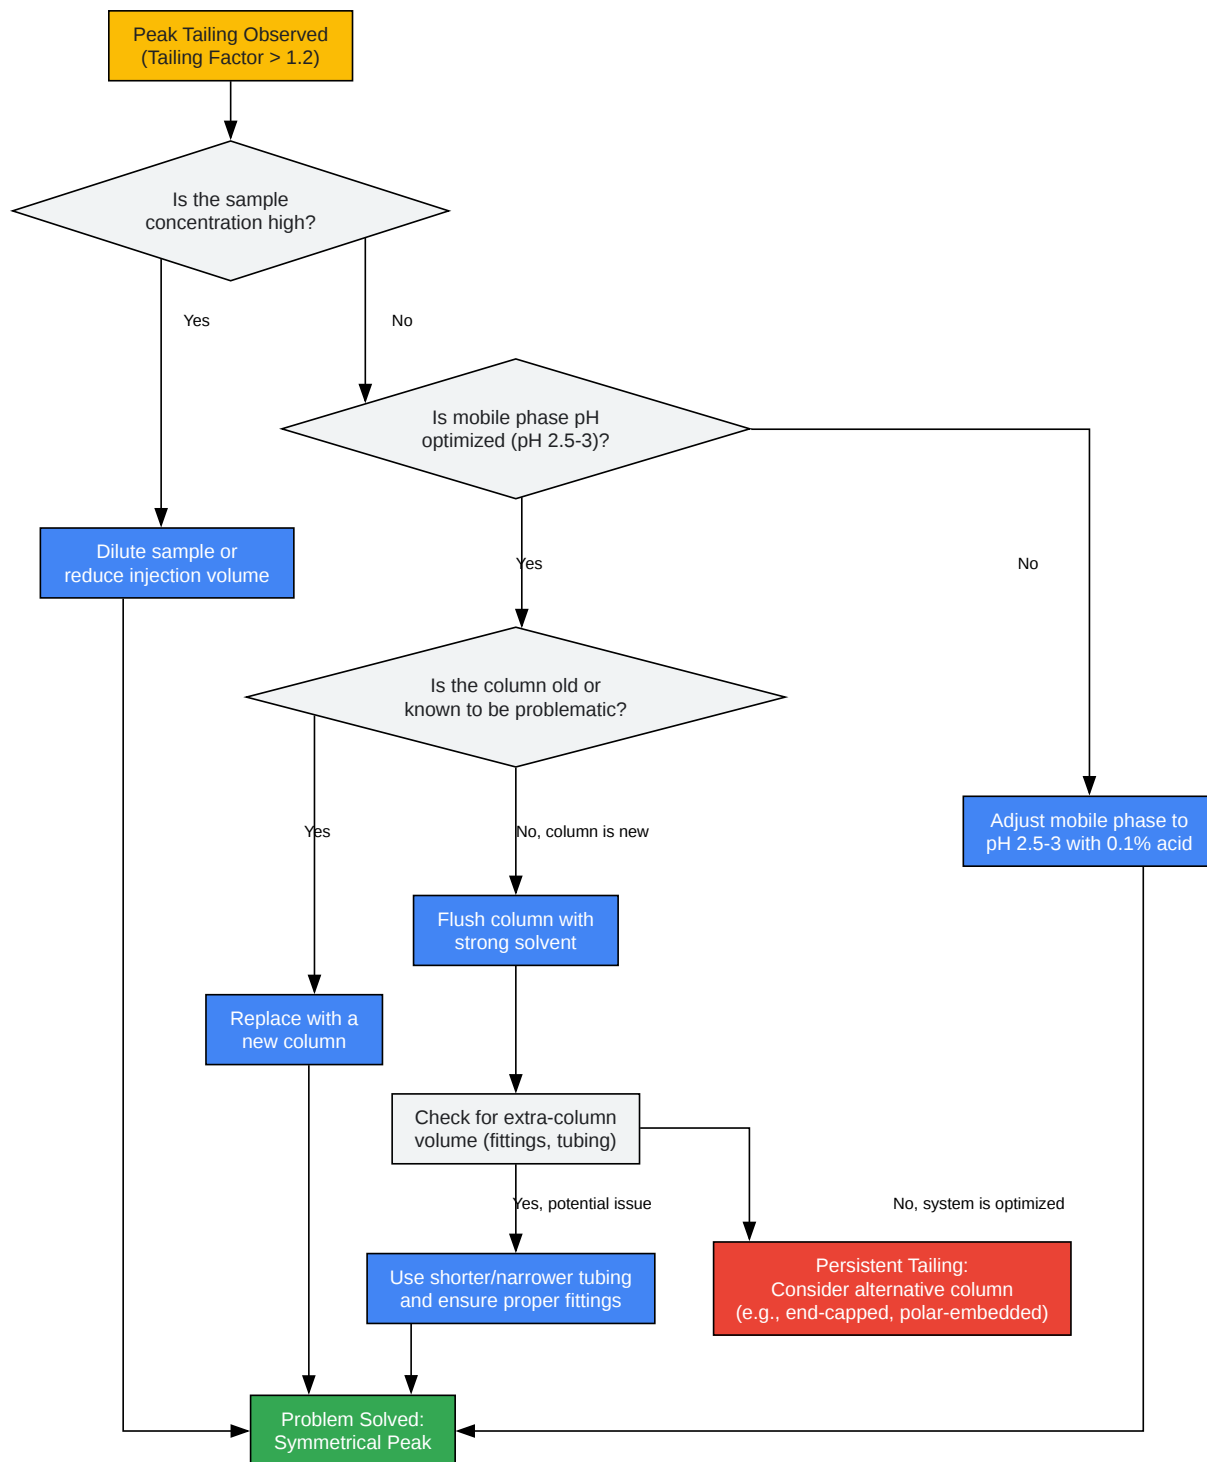 Peak Tailing Observed
(Tailing Factor > 1.2)
Is the sample
concentration high?
Yes
No
Is mobile phase pH
optimized (pH 2.5-3)?
Dilute sample or
reduce injection volume
Yes
No
Is the column old or
known to be problematic?
Yes
No, column is new
Adjust mobile phase to
pH 2.5-3 with 0.1% acid
Flush column with
strong solvent
Replace with a
new column
Check for extra-column
volume (fittings, tubing)
Yes, potential issue
No, system is optimized
Use shorter/narrower tubing
and ensure proper fittings
Persistent Tailing:
Consider alternative column
(e.g., end-capped, polar-embedded)
Problem Solved:
Symmetrical Peak